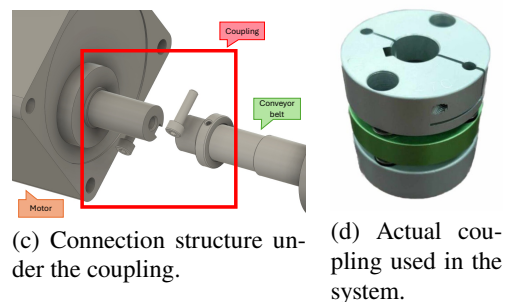 Coupling
Conveyor
belt
Motor
(c) Connection structure un-
der the coupling.
(d) Actual cou-
pling used in the
system.